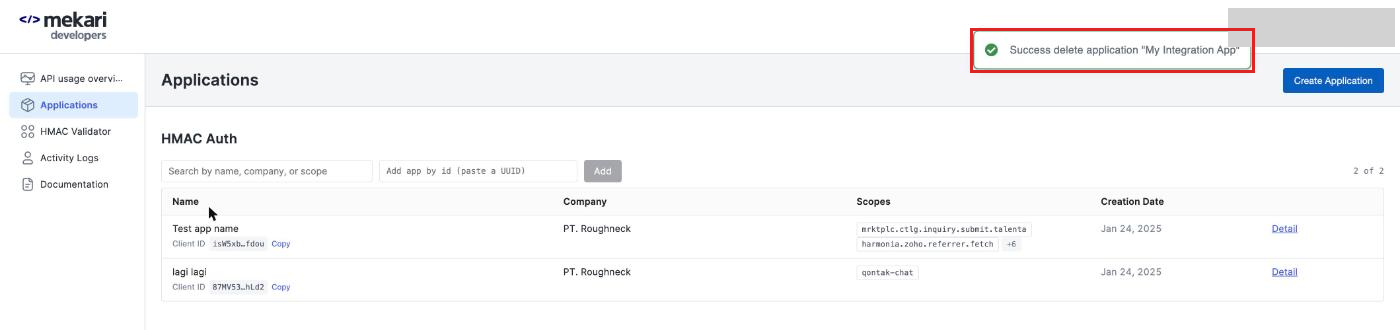 </> mekari
developers
Success delete application "My Integration App"
API usage overvi...
Applications
HMAC Validator
Activity Logs
Documentation
Applications
Create Application
HMAC Auth
Search by name, company, or scope
Add app by id (paste a UUID)
Add
2 of 2
Name Company Scopes Creation Date
Test app name PT. Roughneck mrktplc.ctlg.inquiry.submit.talenta Jan 24, 2025 Detail
Client ID isW5xb…fdou Copy harmonia.zoho.referrer.fetch +6
lagi lagi PT. Roughneck qontak-chat Jan 24, 2025 Detail
Client ID 87MV53…hLd2 Copy